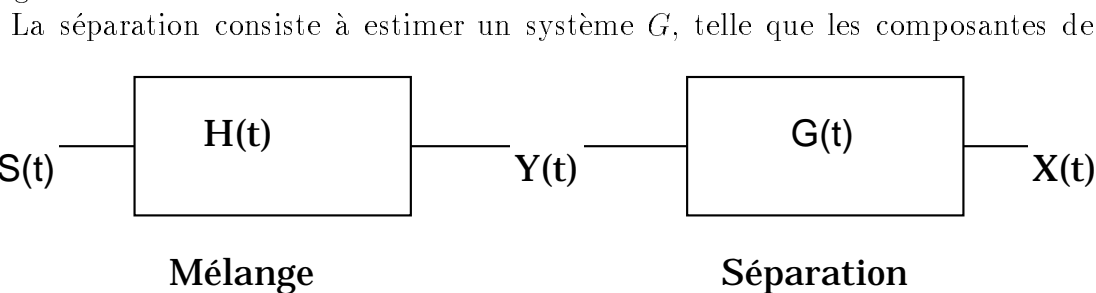 La séparation consiste à estimer un système G, telle que les composantes de
H(t) G(t)
S(t) Y(t) X(t)
Mélange Séparation